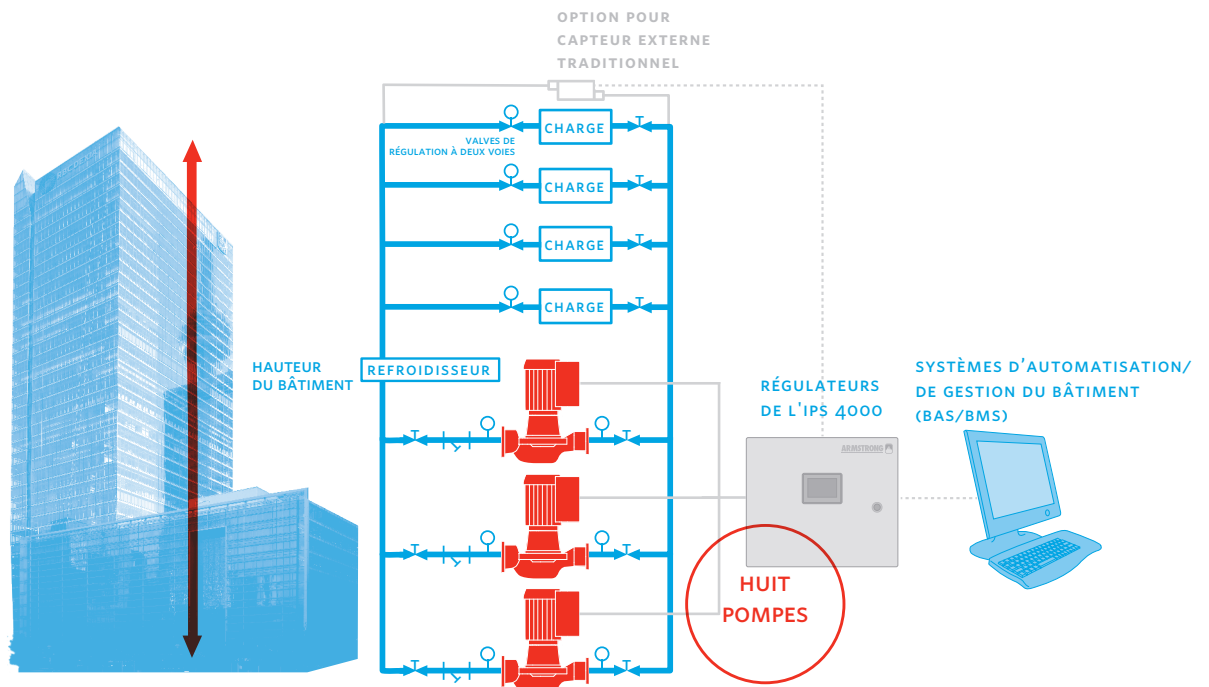 OPTION POUR
CAPTEUR EXTERNE
TRADITIONNEL
CHARGE
VALVES DE
RÉGULATION À DEUX VOIES
CHARGE
CHARGE
CHARGE
HAUTEUR
DU BÂTIMENT
REFROIDISSEUR
RÉGULATEURS
DE L'IPS 4000
SYSTÈMES D'AUTOMATISATION/
DE GESTION DU BÂTIMENT
(BAS/BMS)
ARMSTRONG
HUIT
POMPES